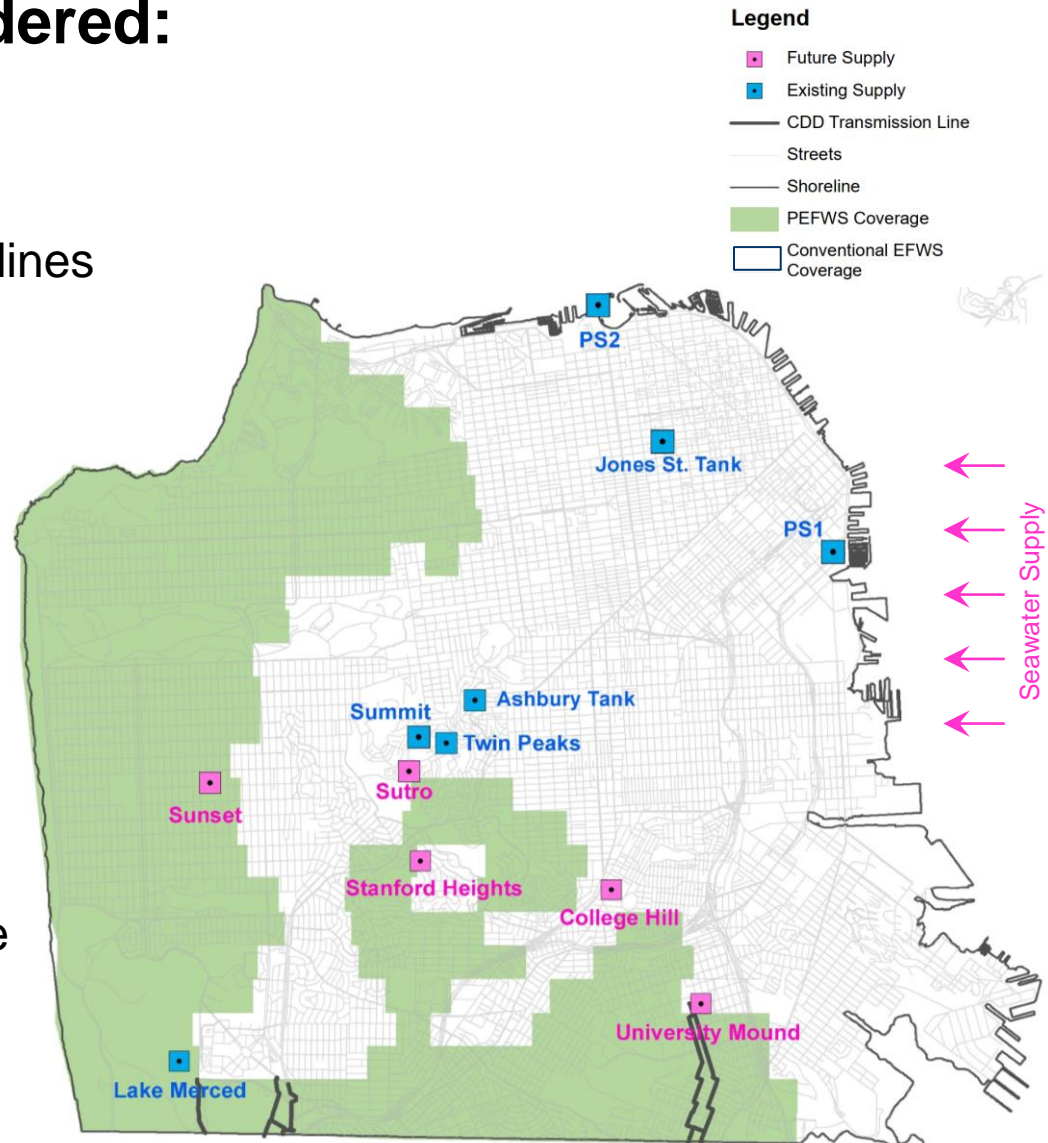 dered:
lines
e
Legend
Future Supply
Existing Supply
CDD Transmission Line
Streets
Shoreline
PEFWS Coverage
Conventional EFWS
Coverage
PS2
Jones St. Tank
PS1
Seawater Supply
Ashbury Tank
Summit
Twin Peaks
Sutro
Sunset
Stanford Heights
College Hill
University Mound
Lake Merced